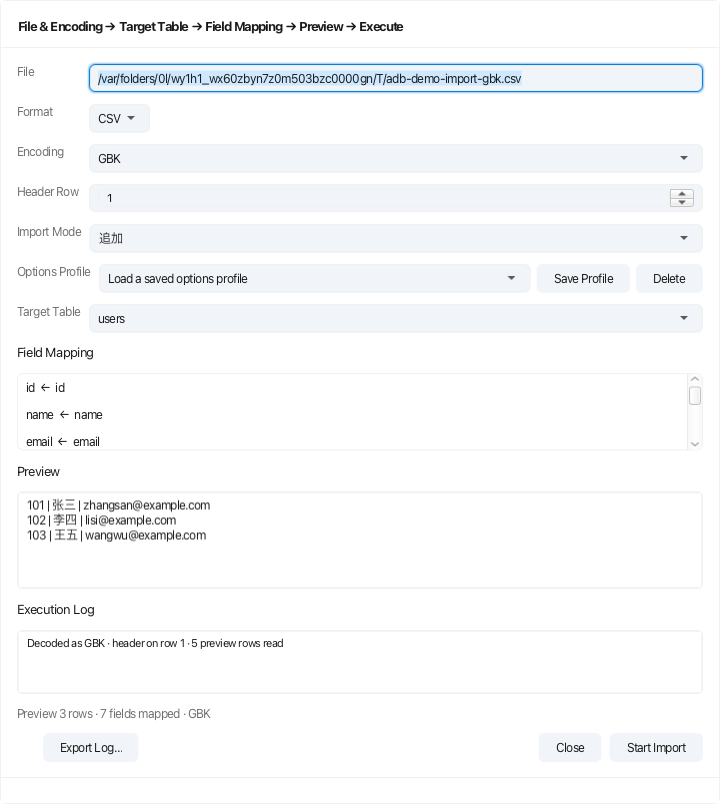 File & Encoding → Target Table → Field Mapping → Preview → Execute
File
/var/folders/0l/wy1h1_wx60zbyn7z0m503bzc0000gn/T/adb-demo-import-gbk.csv
Format
CSV
Encoding
GBK
Header Row
1
Import Mode
追加
Options Profile
Load a saved options profile
Save Profile
Delete
Target Table
users
Field Mapping
id ← id
name ← name
email ← email
Preview
101 | 张三 | zhangsan@example.com
102 | 李四 | lisi@example.com
103 | 王五 | wangwu@example.com
Execution Log
Decoded as GBK · header on row 1 · 5 preview rows read
Preview 3 rows · 7 fields mapped · GBK
Export Log...
Close
Start Import